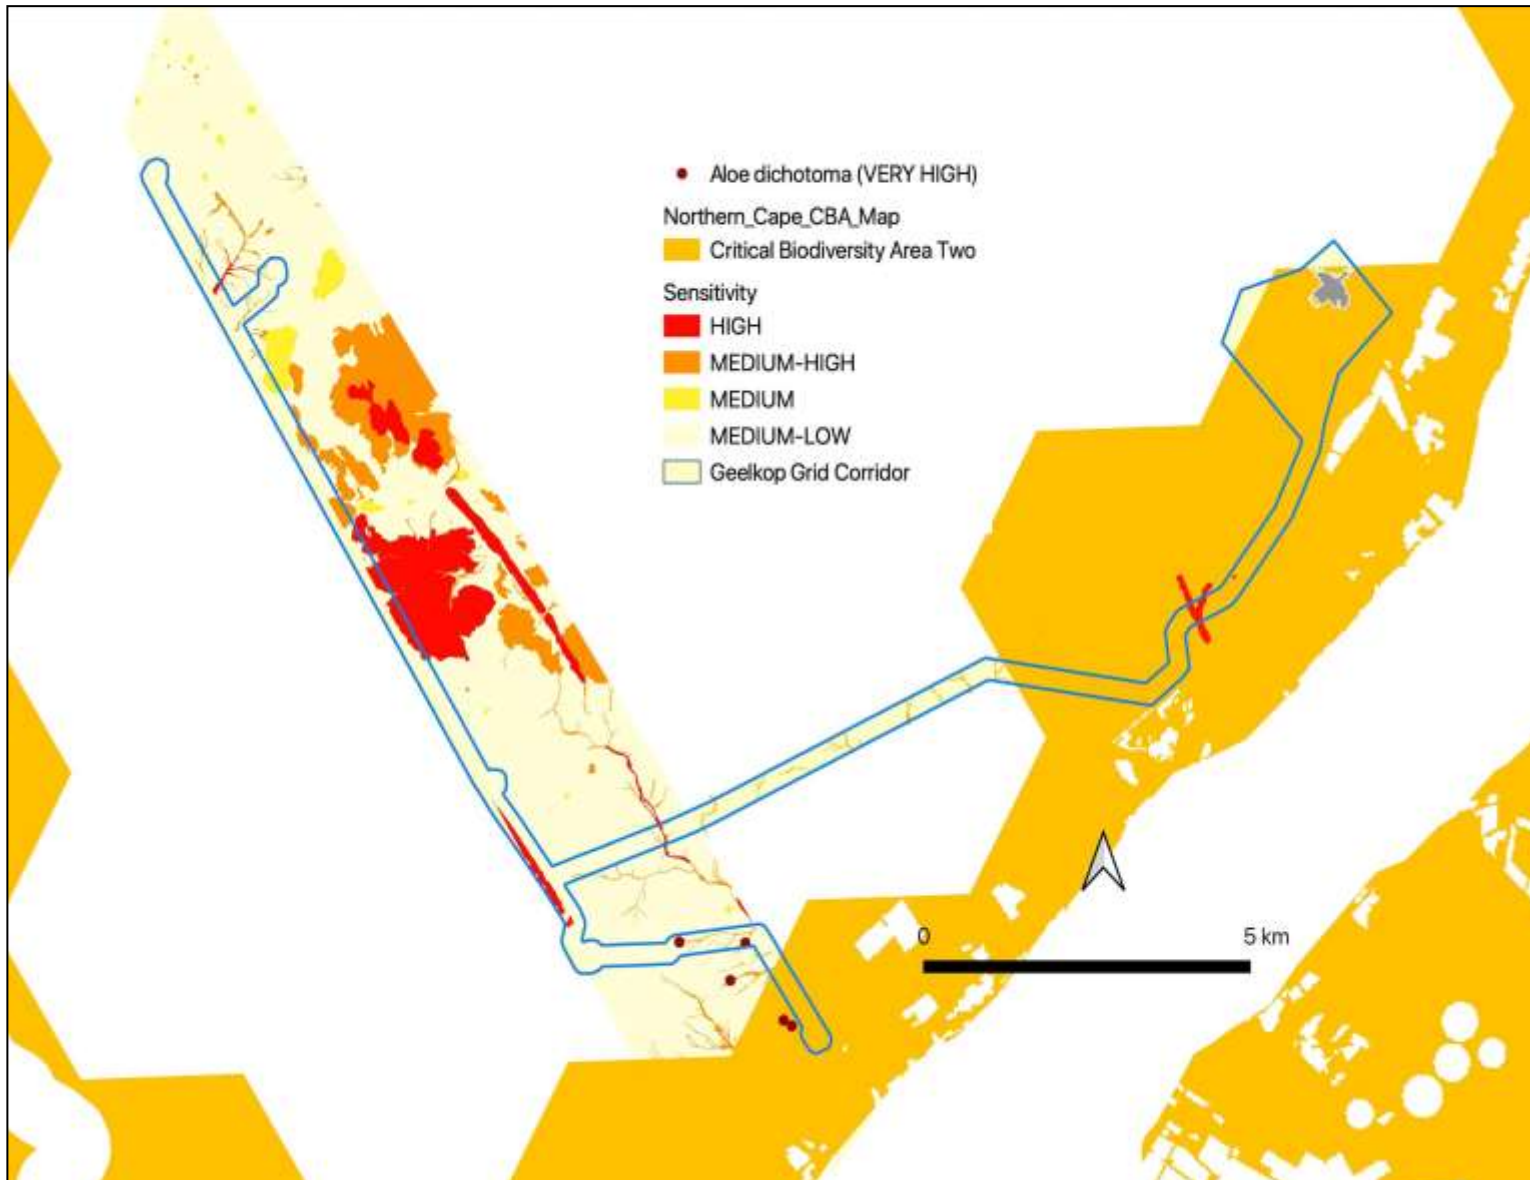 Aloe dichotoma (VERY HIGH)
Northern_Cape_CBA_Map
Critical Biodiversity Area Two
Sensitivity
HIGH
MEDIUM-HIGH
MEDIUM
MEDIUM-LOW
Geelkop Grid Corridor
0 5 km